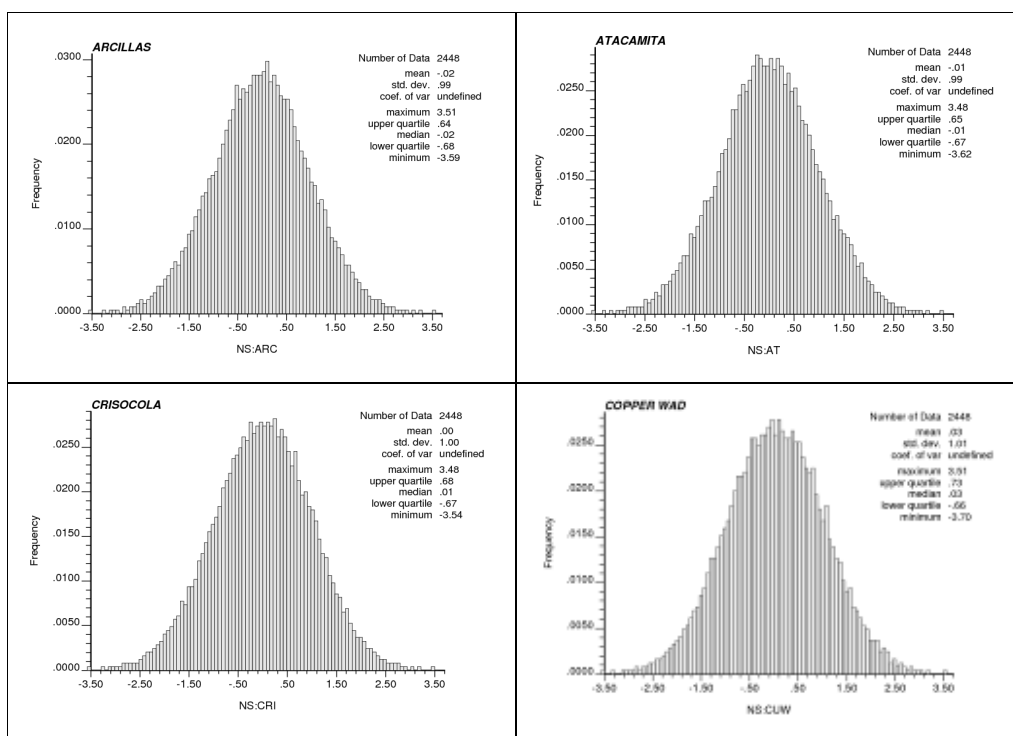 ARCILLAS
Number of Data 2448
mean -.02
std. dev. .99
coef. of var undefined
maximum 3.51
upper quartile .64
median -.02
lower quartile -.68
minimum -3.59
Frequency
.0300
.0200
.0100
.0000
-3.50 -2.50 -1.50 -.50 .50 1.50 2.50 3.50
NS:ARC
ATACAMITA
Number of Data 2448
mean -.01
std. dev. .99
coef. of var undefined
maximum 3.48
upper quartile .65
median -.01
lower quartile -.67
minimum -3.62
Frequency
.0250
.0200
.0150
.0100
.0050
.0000
-3.50 -2.50 -1.50 -.50 .50 1.50 2.50 3.50
NS:AT
CRISOCOLA
Number of Data 2448
mean .00
std. dev. 1.00
coef. of var undefined
maximum 3.48
upper quartile .68
median .01
lower quartile -.67
minimum -3.54
Frequency
.0250
.0200
.0150
.0100
.0050
.0000
-3.50 -2.50 -1.50 -.50 .50 1.50 2.50 3.50
NS:CRI
COPPER WAD
Number of Data 2448
mean .03
std. dev. 1.01
coef. of var undefined
maximum 3.51
upper quartile .73
median .03
lower quartile -.66
minimum -3.70
Frequency
.0250
.0200
.0150
.0100
.0050
.0000
-3.50 -2.50 -1.50 -.50 .50 1.50 2.50 3.50
NS:CUW